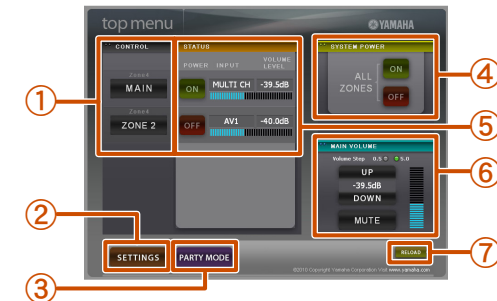 top menu
YAMAHA
CONTROL
Zone4
MAIN
Zone4
ZONE 2
STATUS
POWER INPUT VOLUME LEVEL
ON MULTI CH -39.5dB
OFF AV1 -40.0dB
SYSTEM POWER
ALL ZONES
ON
OFF
MAIN VOLUME
Volume Step 0.5 5.0
UP
-39.5dB
DOWN
MUTE
SETTINGS
PARTY MODE
RELOAD
©2010 Copyright Yamaha Corporation Visit www.yamaha.com
①
②
③
④
⑤
⑥
⑦